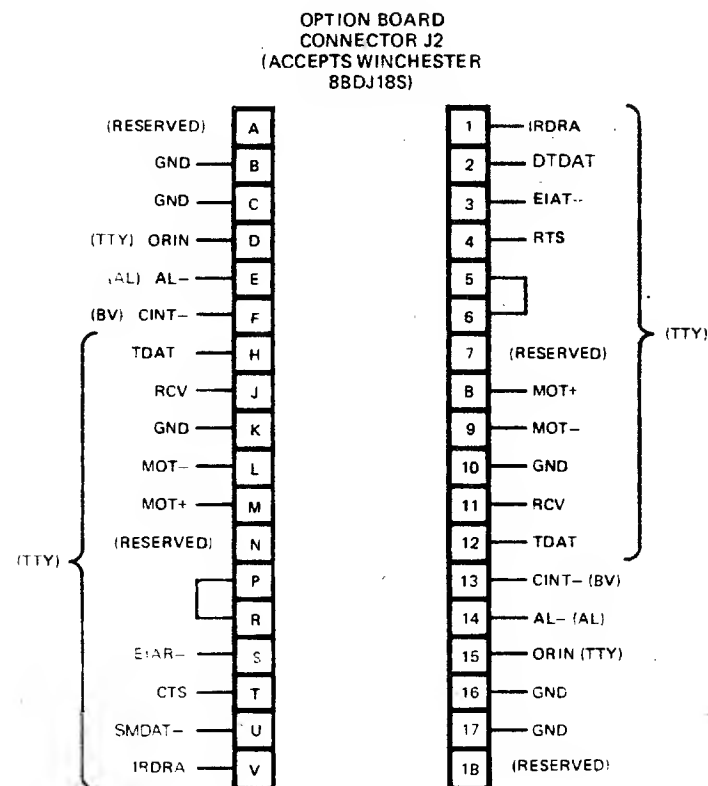 OPTION BOARD
CONNECTOR J2
(ACCEPTS WINCHESTER
8BDJ18S)
(RESERVED) A
GND B
GND C
(TTY) ORIN D
(AL) AL– E
(BV) CINT– F
TDAT H
RCV J
GND K
MOT– L
MOT+ M
(RESERVED) N
P
R
EIAR– S
CTS T
SMDAT– U
IRDRA V
(TTY)
1 IRDRA
2 DTDAT
3 EIAT--
4 RTS
5
6
7 (RESERVED)
8 MOT+
9 MOT–
10 GND
11 RCV
12 TDAT
13 CINT– (BV)
14 AL– (AL)
15 ORIN (TTY)
16 GND
17 GND
18 (RESERVED)
(TTY)